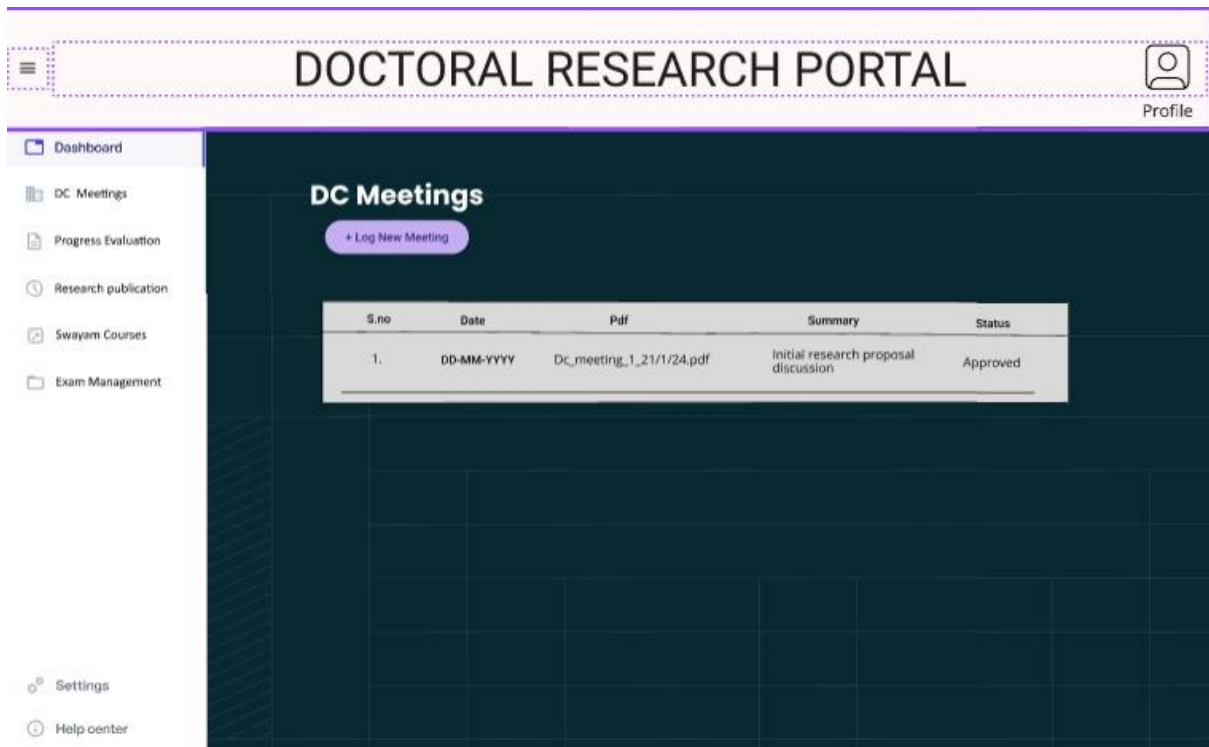 DOCTORAL RESEARCH PORTAL
Profile
Dashboard
DC Meetings
Progress Evaluation
Research publication
Swayam Courses
Exam Management
Settings
Help center
DC Meetings
+ Log New Meeting
S.no Date Pdf Summary Status
1. DD-MM-YYYY Dc_meeting_1_21/1/24.pdf Initial research proposal
discussion Approved